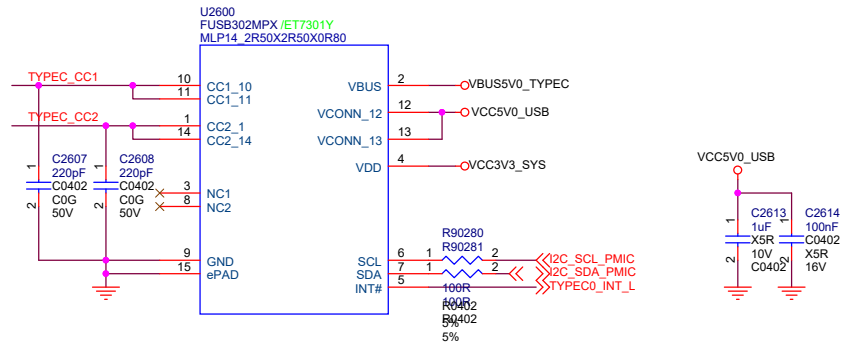 U2600
FUSB302MPX /ET7301Y
MLP14_2R50X2R50X0R80
TYPEC_CC1
10
CC1_10
11
CC1_11
TYPEC_CC2
1
CC2_1
14
CC2_14
VBUS
2
VBUS5V0_TYPEC
VCONN_12
12
VCC5V0_USB
VCONN_13
13
VDD
4
VCC3V3_SYS
1
2
C2607
220pF
C0402
C0G
50V
1
2
C2608
220pF
C0402
C0G
50V
3
NC1
8
NC2
9
GND
15
ePAD
R90280
R90281
SCL
6
1
2
I2C_SCL_PMIC
SDA
7
1
2
I2C_SDA_PMIC
INT#
5
TYPEC0_INT_L
100R
100R
R0402
R0402
5%
5%
VCC5V0_USB
1
2
C2613
1uF
X5R
10V
C0402
1
2
C2614
100nF
C0402
X5R
16V